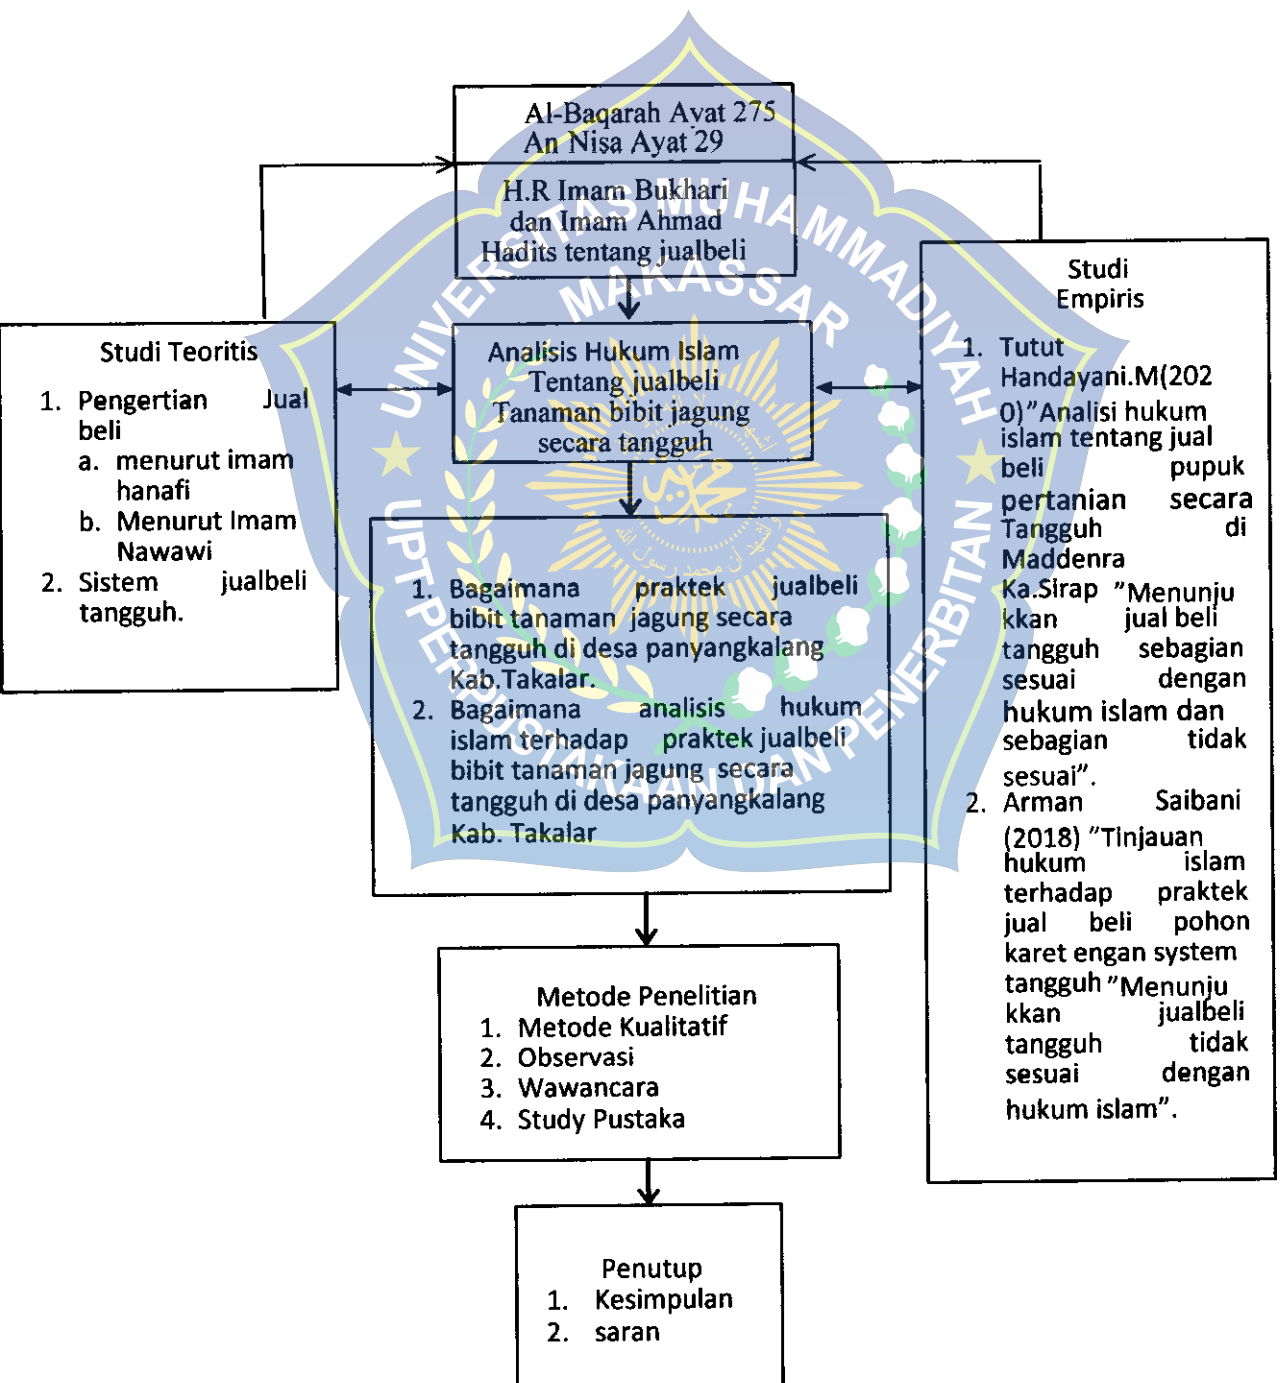 Al-Baqarah Ayat 275
An Nisa Ayat 29
H.R Imam Bukhari
dan Imam Ahmad
Hadits tentang jualbeli
Studi Teoritis
1. Pengertian Jual
beli
a. menurut imam
hanafi
b. Menurut Imam
Nawawi
2. Sistem jualbeli
tangguh.
Analisis Hukum Islam
Tentang jualbeli
Tanaman bibit jagung
secara tangguh
Studi
Empiris
1. Tutut
Handayani.M(202
0)"Analisi hukum
islam tentang jual
beli pupuk
pertanian secara
Tangguh di
Maddenra
Ka.Sirap "Menunju
kkan jual beli
tangguh sebagian
sesuai dengan
hukum islam dan
sebagian tidak
sesuai".
2. Arman Saibani
(2018) "Tinjauan
hukum islam
terhadap praktek
jual beli pohon
karet engan system
tangguh "Menunju
kkan jualbeli
tangguh tidak
sesuai dengan
hukum islam".
1. Bagaimana praktek jualbeli
bibit tanaman jagung secara
tangguh di desa panyangkalang
Kab.Takalar.
2. Bagaimana analisis hukum
islam terhadap praktek jualbeli
bibit tanaman jagung secara
tangguh di desa panyangkalang
Kab. Takalar
Metode Penelitian
1. Metode Kualitatif
2. Observasi
3. Wawancara
4. Study Pustaka
Penutup
1. Kesimpulan
2. saran
UNIVERSITAS MUHAMMADIYAH
MAKASSAR
UPT PERPUSTAKAAN DAN PENERBITAN